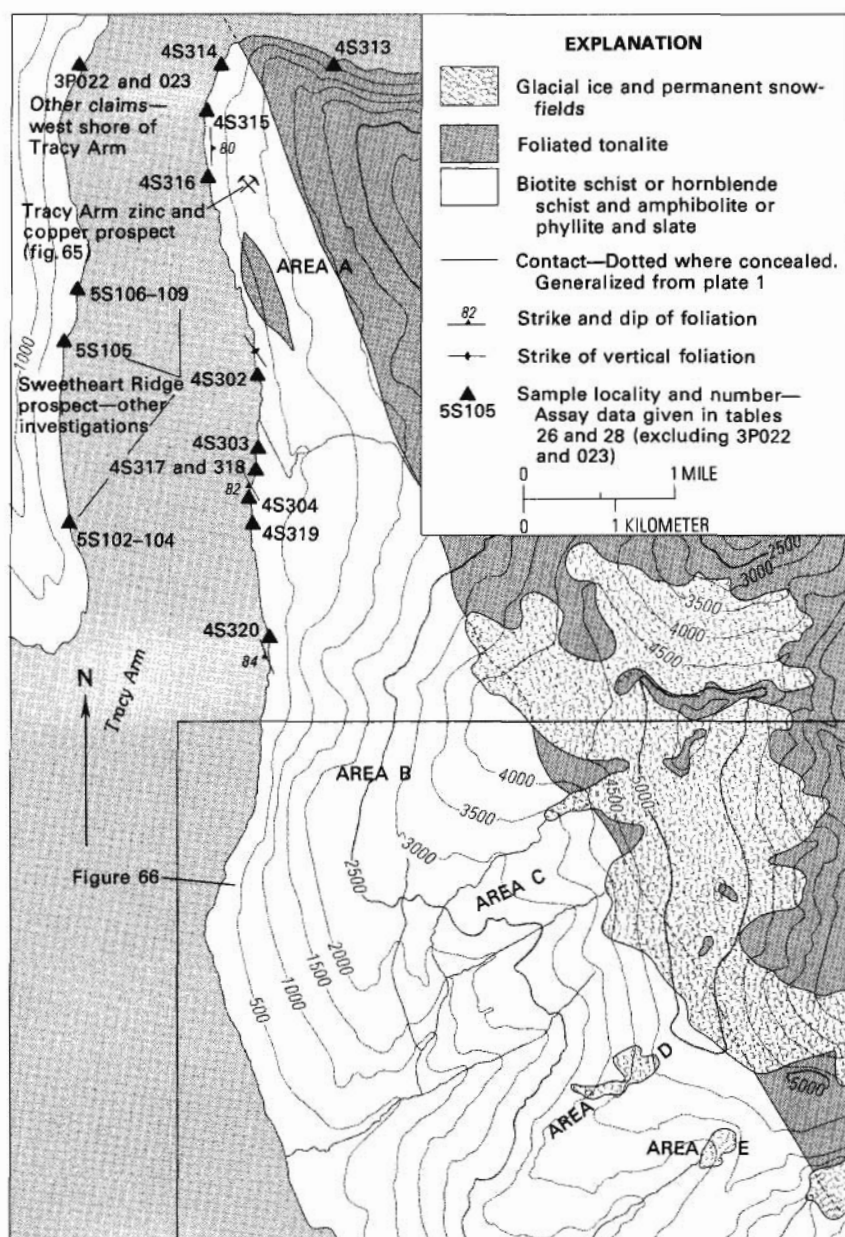 4S314
4S313
3P022 and 023
Other claims—
west shore of
Tracy Arm
4S315
80
4S316
Tracy Arm zinc and
copper prospect
(fig. 65)
AREA A
1000
5S106–109
5S105
Sweetheart Ridge
prospect—other
investigations
4S302
4S303
4S317 and 318
82
4S304
4S319
5S102–104
4S320
84
N
Tracy Arm
EXPLANATION
Glacial ice and permanent snow-
fields
Foliated tonalite
Biotite schist or hornblende
schist and amphibolite or
phyllite and slate
Contact—Dotted where concealed.
Generalized from plate 1
82
Strike and dip of foliation
Strike of vertical foliation
5S105
Sample locality and number—
Assay data given in tables
26 and 28 (excluding 3P022
and 023)
0 1 MILE
0 1 KILOMETER
2500
3000
3500
4000
4500
AREA B
4000
4500
5000
3500
3000
2500
Figure 66
AREA C
2000
1500
1000
500
AREA D
5000
AREA E